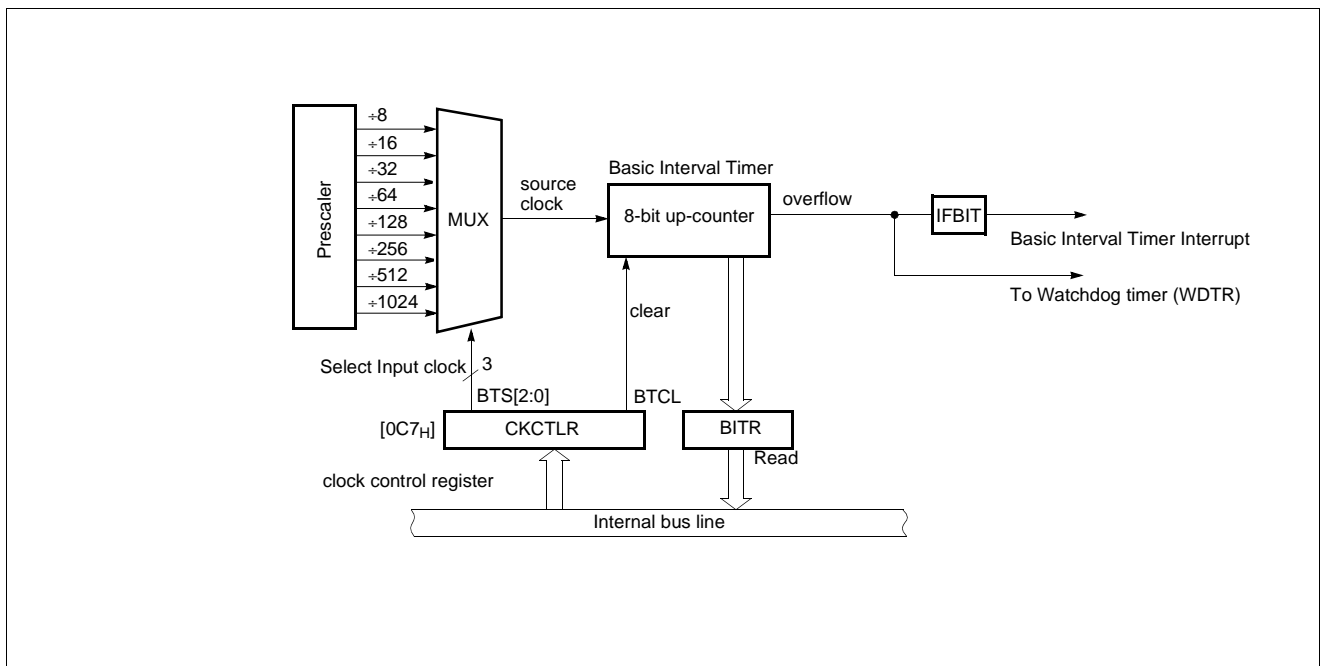 ÷8
÷16
÷32
÷64
÷128
÷256
÷512
÷1024
Prescaler
MUX
source
clock
Basic Interval Timer
8-bit up-counter
overflow
IFBIT
Basic Interval Timer Interrupt
To Watchdog timer (WDTR)
clear
Select Input clock
3
BTS[2:0]
BTCL
[0C7H]
CKCTLR
BITR
Read
clock control register
Internal bus line